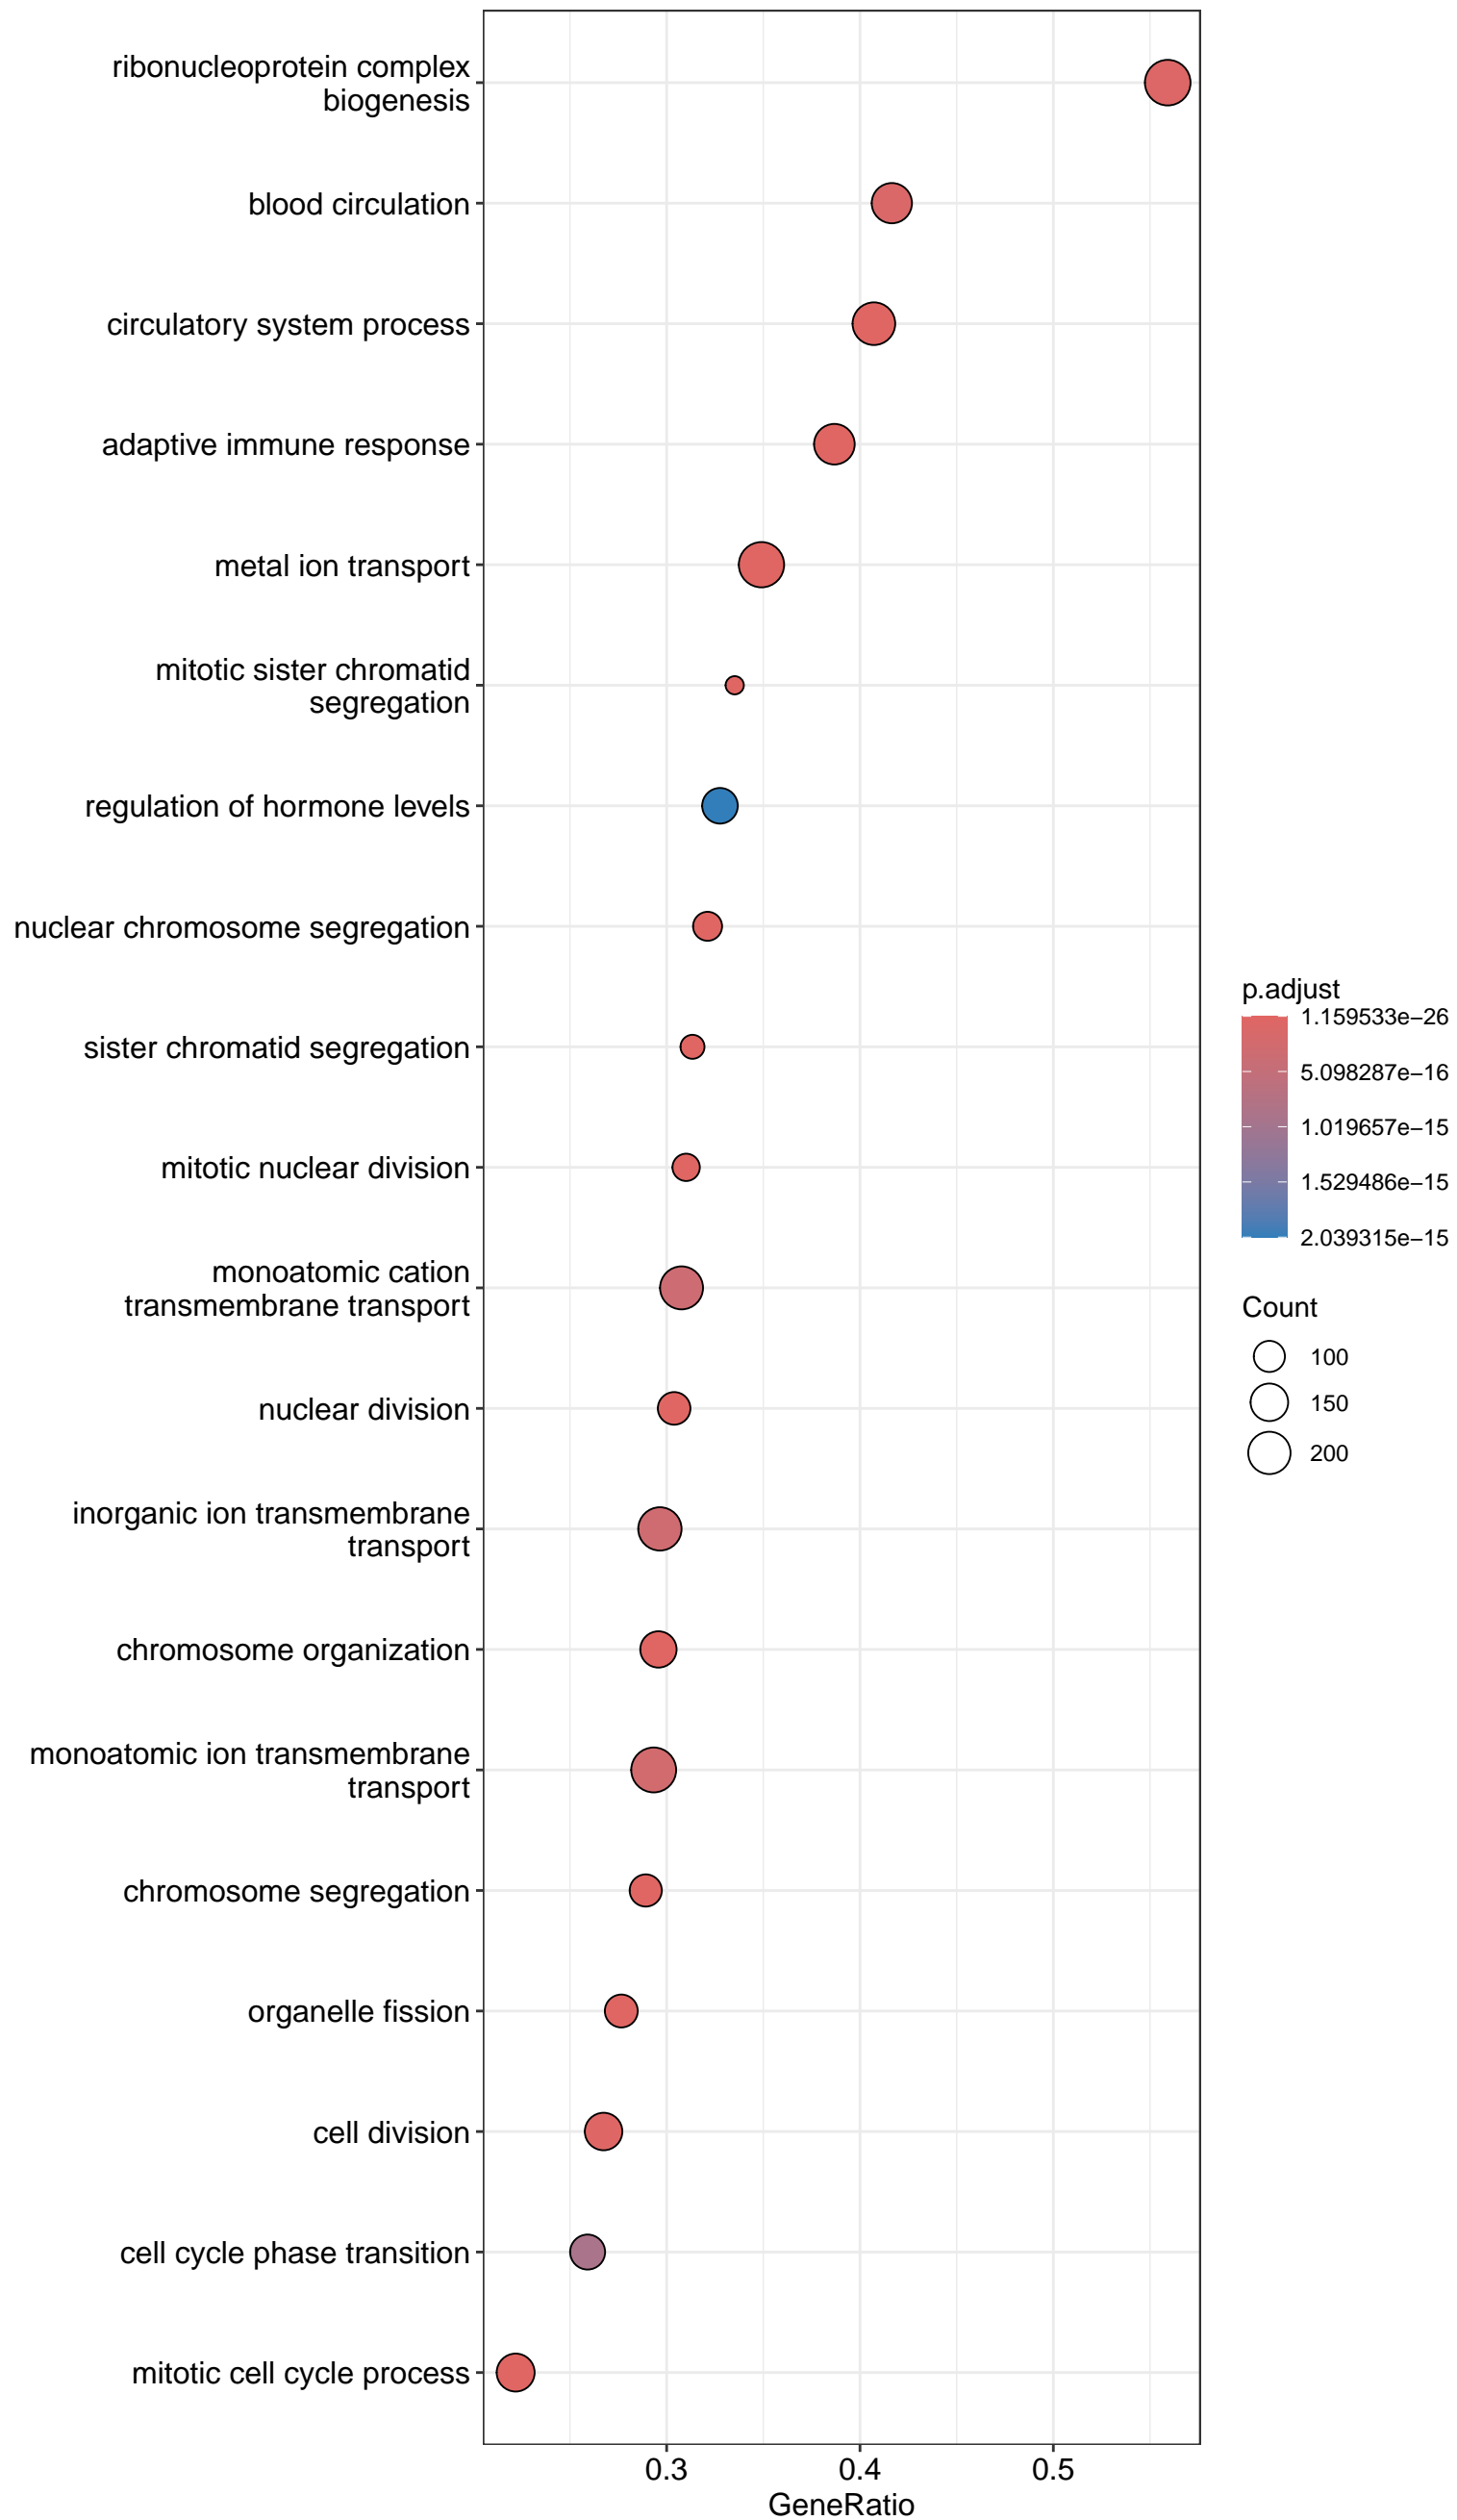 ribonucleoprotein complex
biogenesis
blood circulation
circulatory system process
adaptive immune response
metal ion transport
mitotic sister chromatid
segregation
regulation of hormone levels
nuclear chromosome segregation
sister chromatid segregation
mitotic nuclear division
monoatomic cation
transmembrane transport
nuclear division
inorganic ion transmembrane
transport
chromosome organization
monoatomic ion transmembrane
transport
chromosome segregation
organelle fission
cell division
cell cycle phase transition
mitotic cell cycle process
0.3 0.4 0.5
GeneRatio
p.adjust
1.159533e−26
5.098287e−16
1.019657e−15
1.529486e−15
2.039315e−15
Count
100
150
200